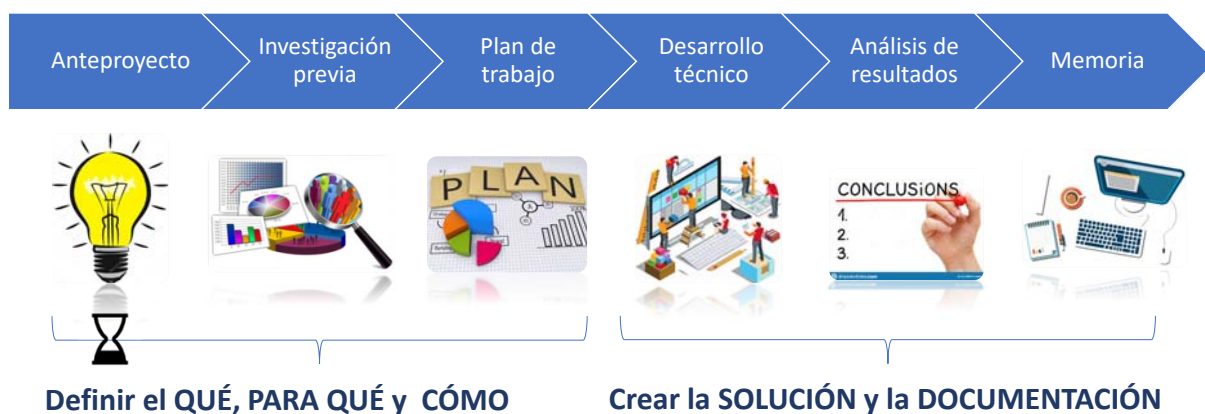 Anteproyecto
Investigación
previa
Plan de
trabajo
Desarrollo
técnico
Análisis de
resultados
Memoria
PLAN
CONCLUSiONS
1.
2.
3.
Definir el QUÉ, PARA QUÉ y CÓMO
Crear la SOLUCIÓN y la DOCUMENTACIÓN